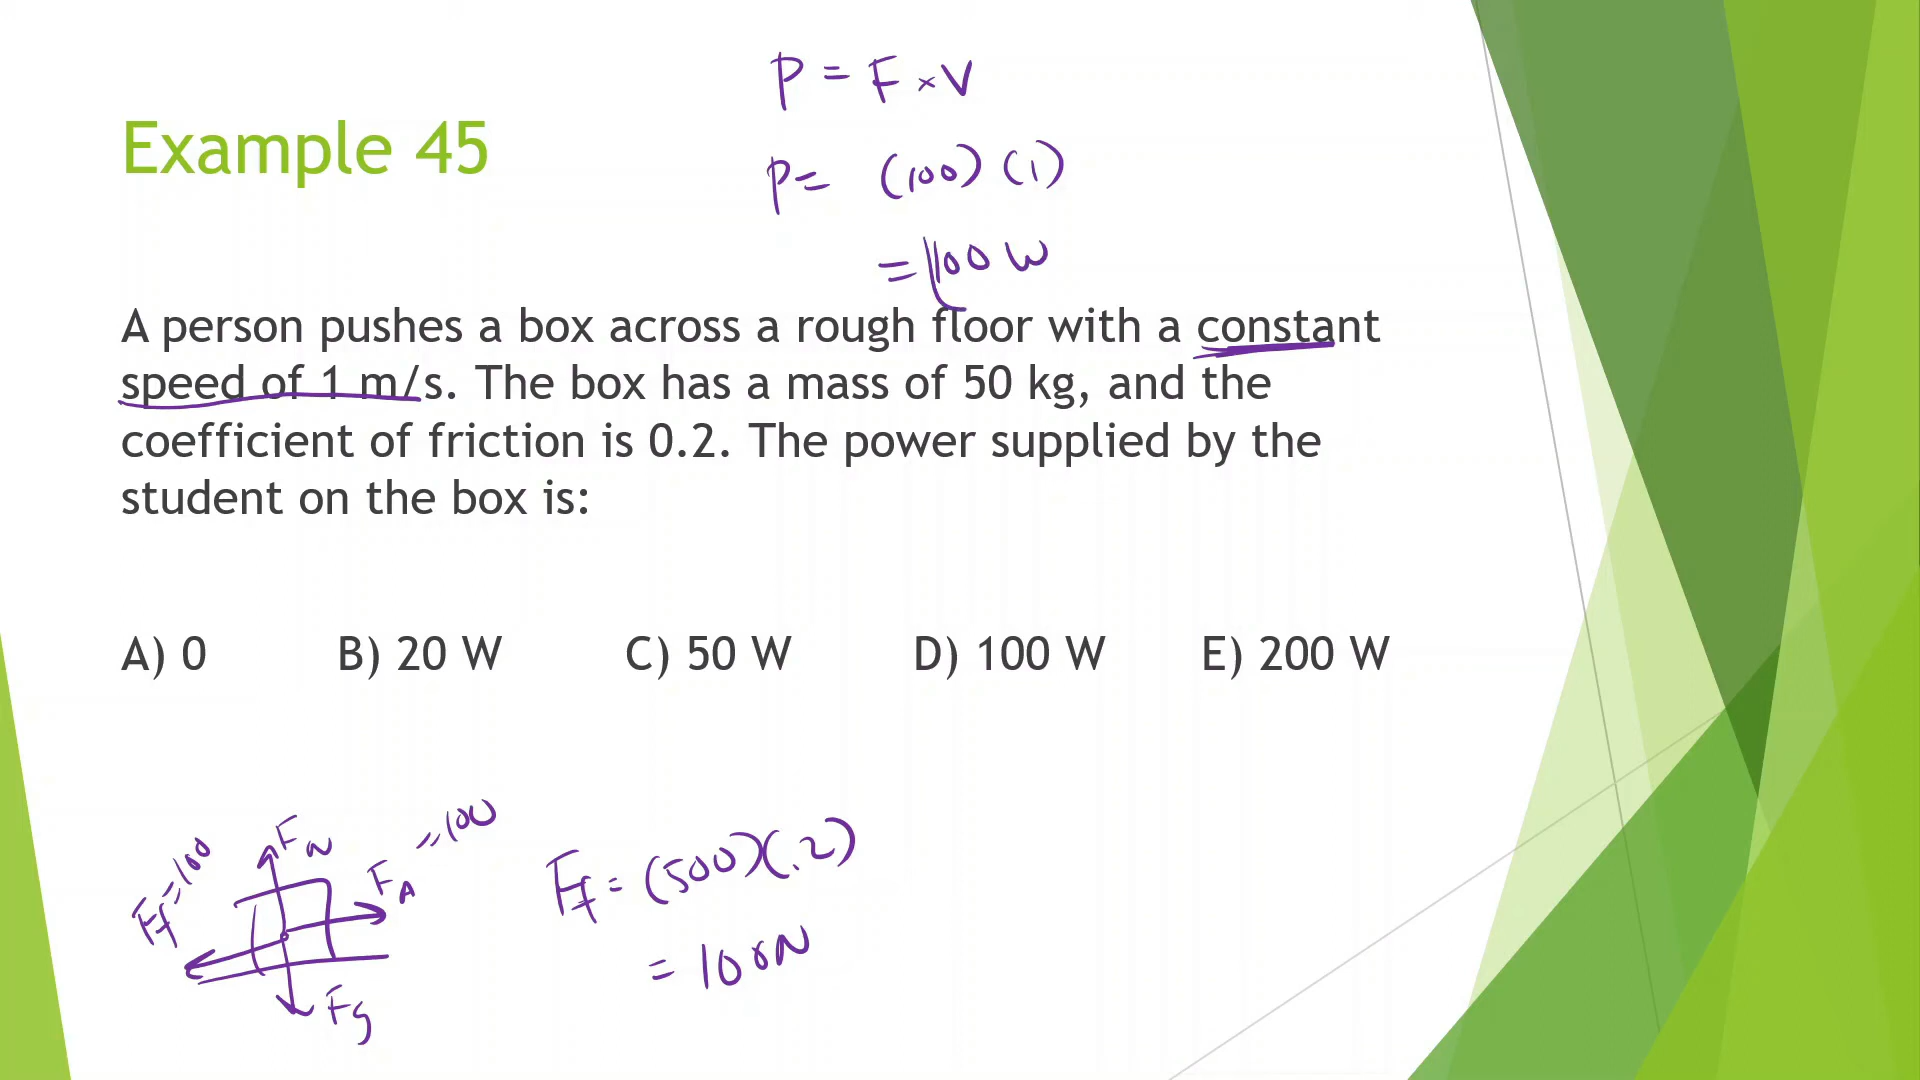 P = F × V
Example 45
P = (100) (1)
= 100 W
A person pushes a box across a rough floor with a constant
speed of 1 m/s. The box has a mass of 50 kg, and the
coefficient of friction is 0.2. The power supplied by the
student on the box is:
A) 0 B) 20 W C) 50 W D) 100 W E) 200 W
Ff = 100
FN
FA = 100
Fg
Ff = (500)(.2)
= 100N